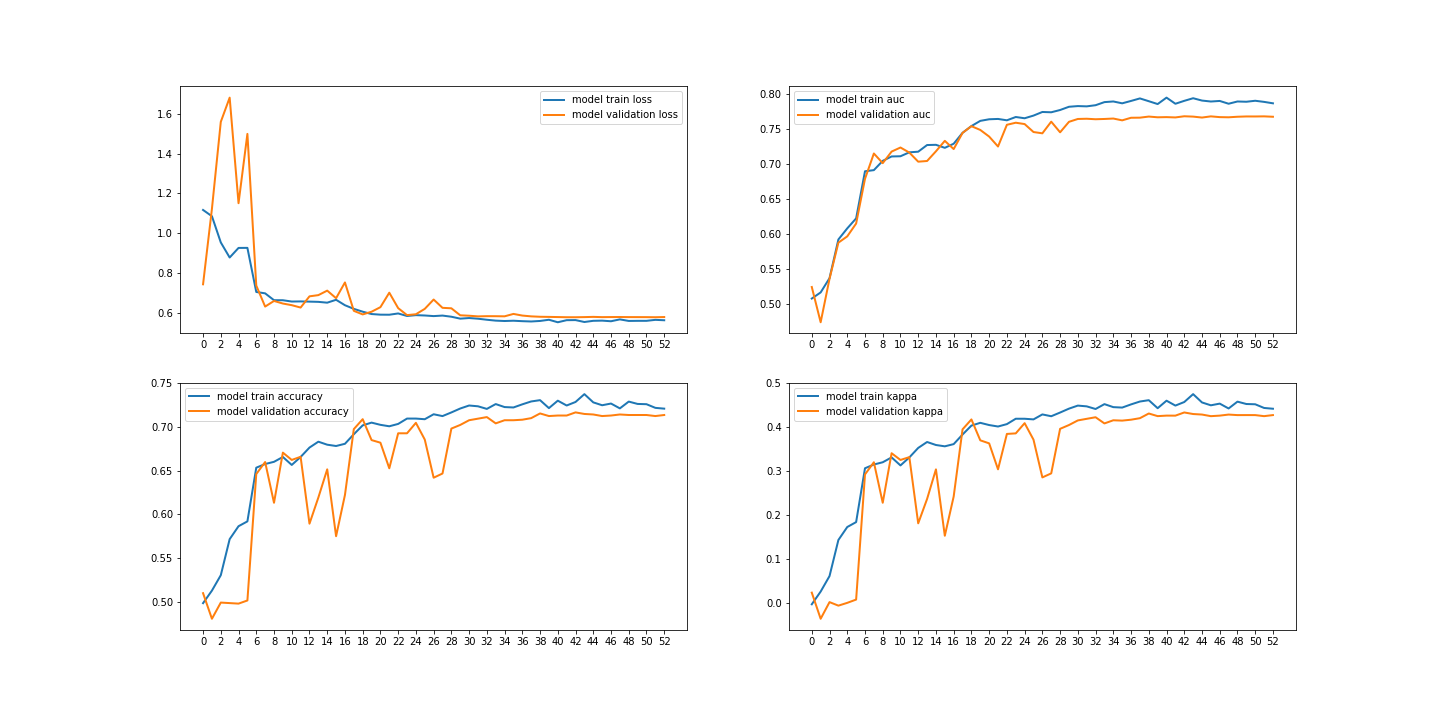 model train loss
model validation loss
1.6
1.4
1.2
1.0
0.8
0.6
0 2 4 6 8 10 12 14 16 18 20 22 24 26 28 30 32 34 36 38 40 42 44 46 48 50 52
model train auc
model validation auc
0.80
0.75
0.70
0.65
0.60
0.55
0.50
0 2 4 6 8 10 12 14 16 18 20 22 24 26 28 30 32 34 36 38 40 42 44 46 48 50 52
model train accuracy
model validation accuracy
0.75
0.70
0.65
0.60
0.55
0.50
0 2 4 6 8 10 12 14 16 18 20 22 24 26 28 30 32 34 36 38 40 42 44 46 48 50 52
model train kappa
model validation kappa
0.5
0.4
0.3
0.2
0.1
0.0
0 2 4 6 8 10 12 14 16 18 20 22 24 26 28 30 32 34 36 38 40 42 44 46 48 50 52